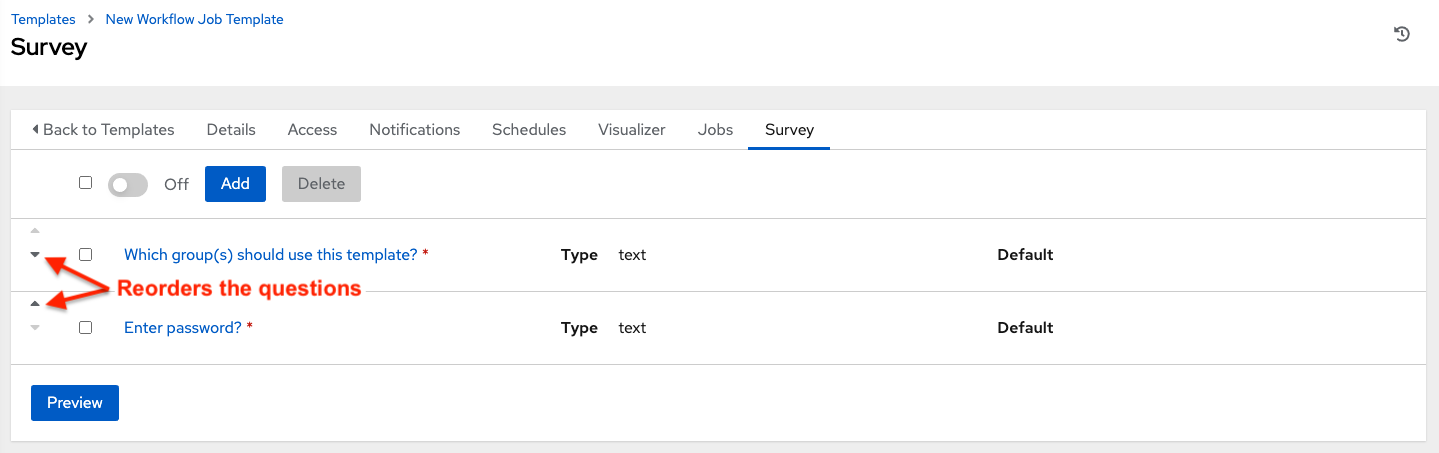 Templates New Workflow Job Template
Survey
Back to Templates Details Access Notifications Schedules Visualizer Jobs Survey
Off Add Delete
Which group(s) should use this template? * Type text Default
Reorders the questions
Enter password? * Type text Default
Preview